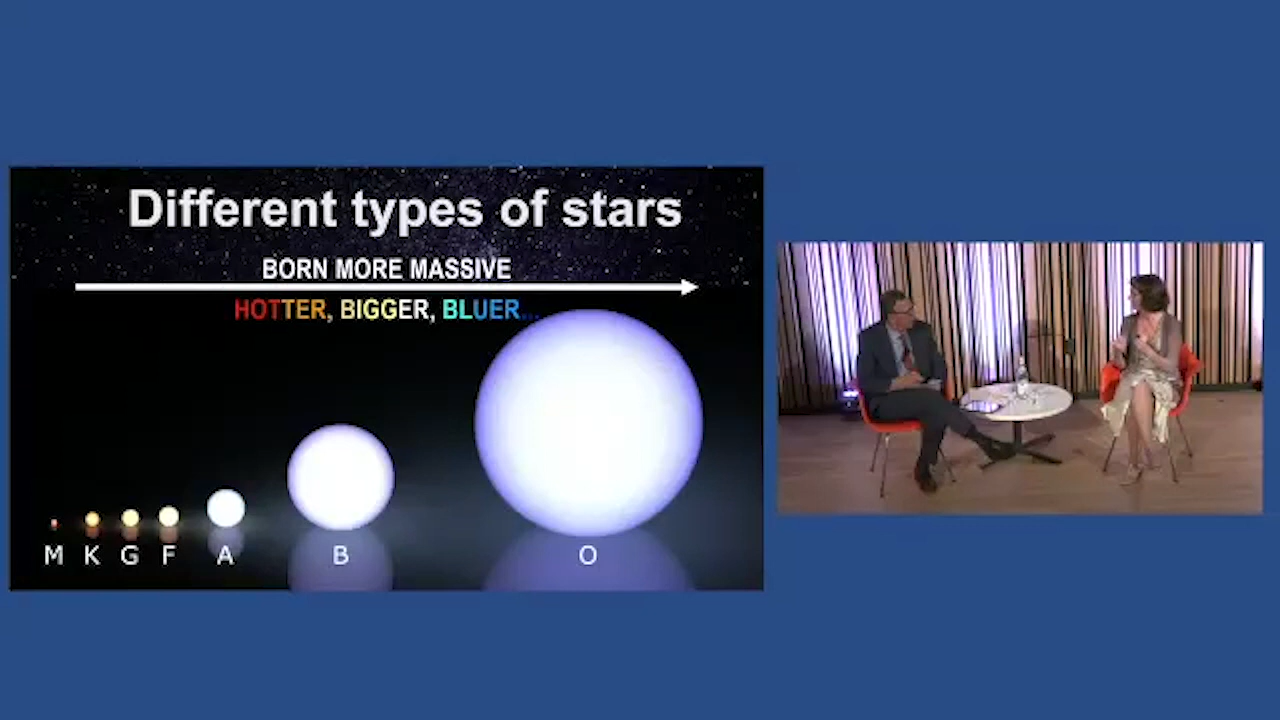 Different types of stars
BORN MORE MASSIVE
HOTTER, BIGGER, BLUER...
M K G F A B O